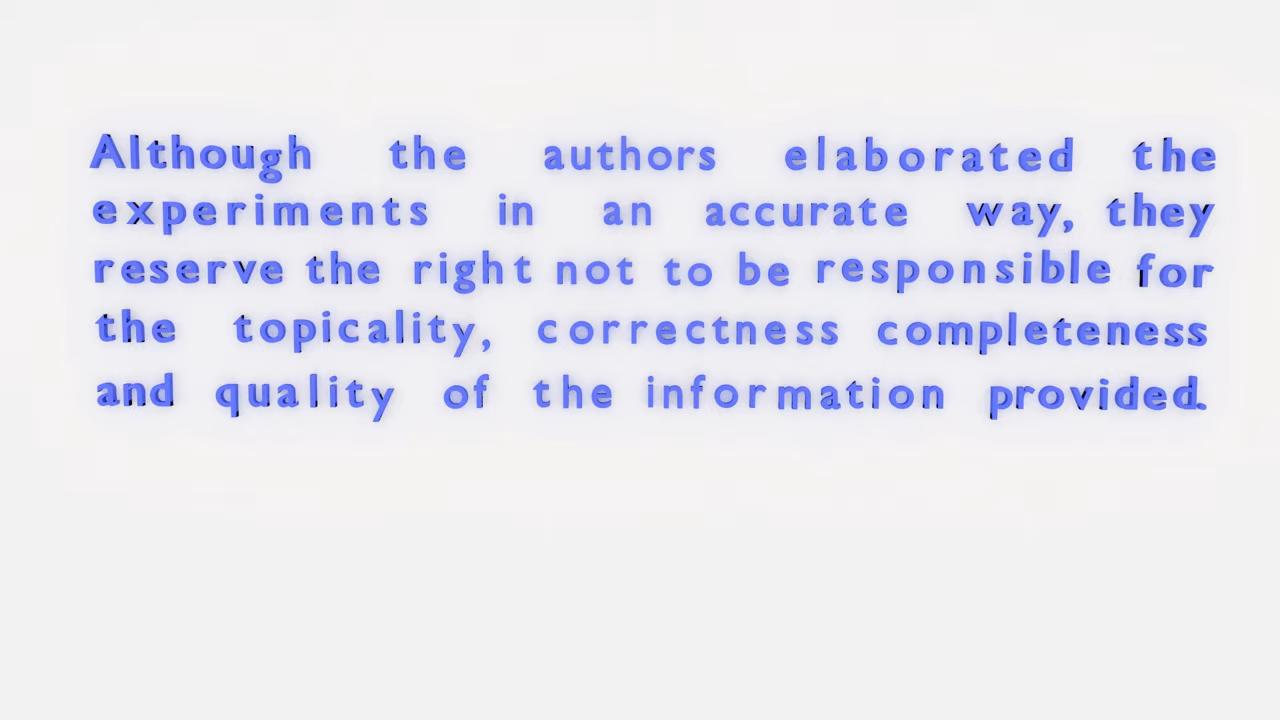 Although the authors elaborated the
experiments in an accurate way, they
reserve the right not to be responsible for
the topicality, correctness completeness
and quality of the information provided.